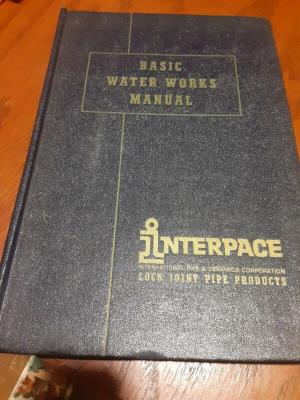 BASIC
WATER WORKS
MANUAL
INTERPACE
INTERNATIONAL PIPE & CERAMICS CORPORATION
LOCK JOINT PIPE PRODUCTS